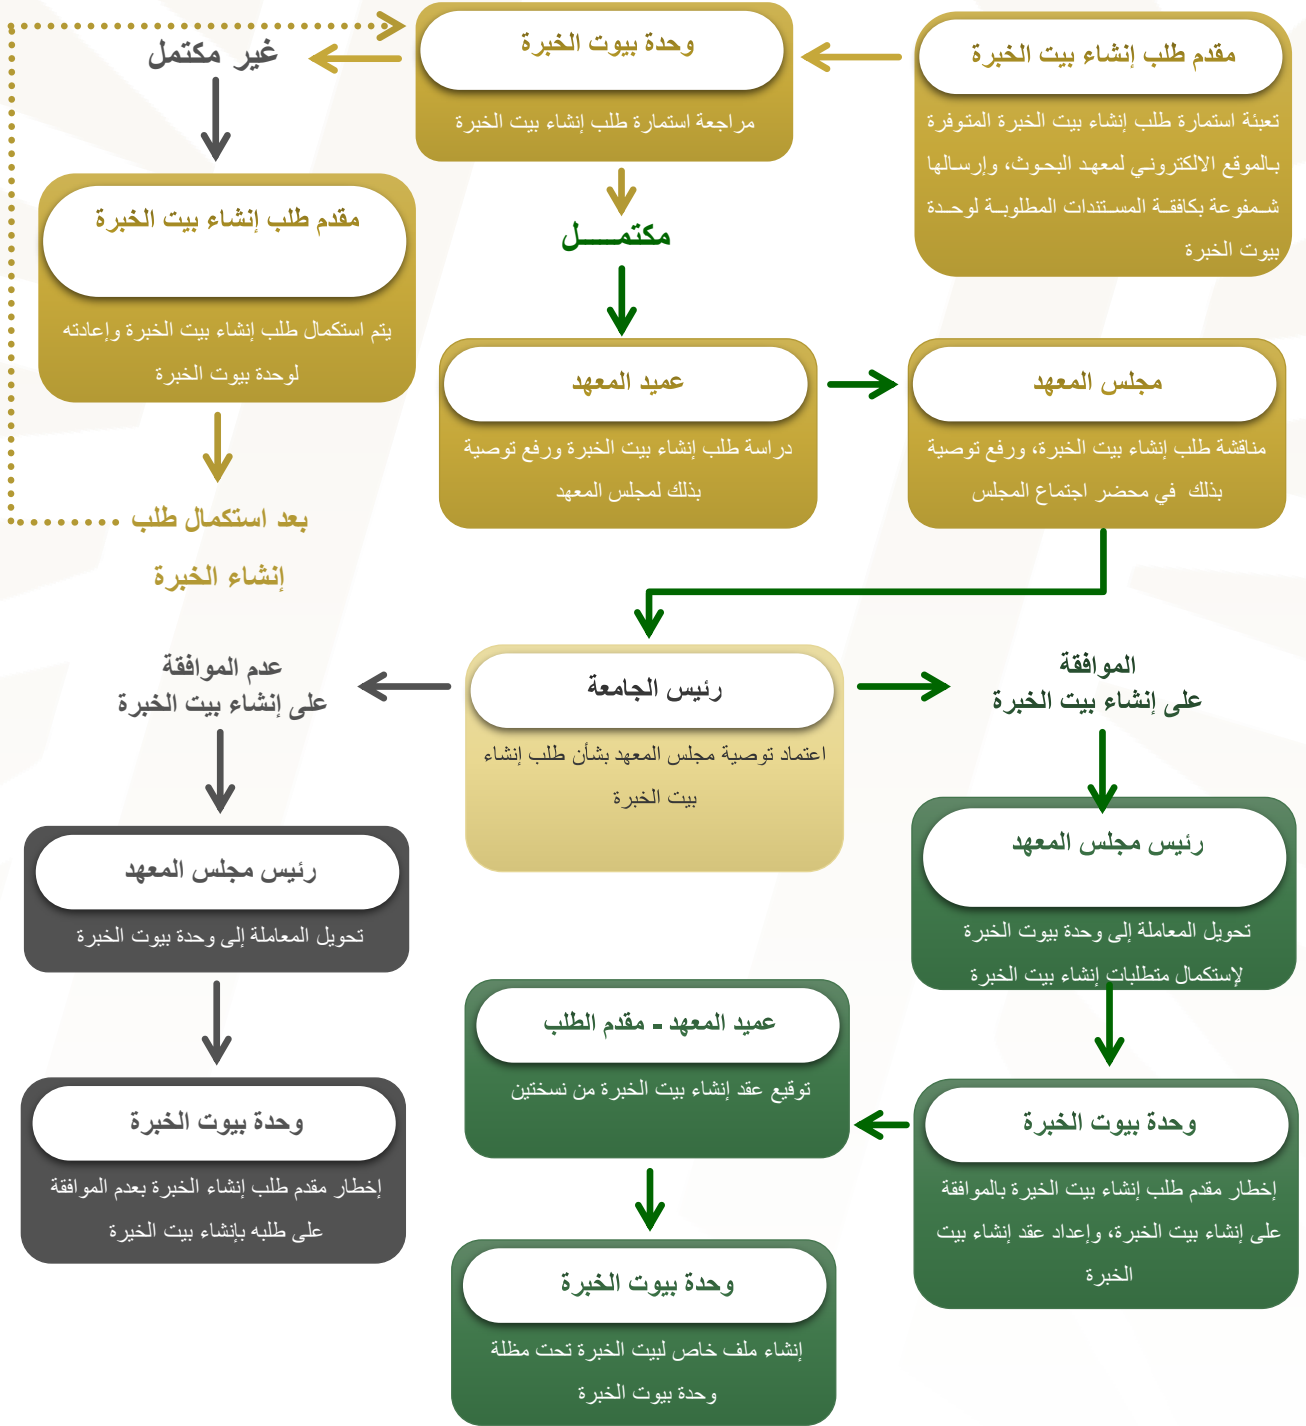 مقدم طلب إنشاء بيت الخبرة
تعبئة استمارة طلب إنشاء بيت الخبرة المتوفرة
بالموقع الالكتروني لمعهد البحوث، وإرسالها
شمفوعة بكافقة المستندات المطلوبة لوحدة
بيوت الخبرة
وحدة بيوت الخبرة
مراجعة استمارة طلب إنشاء بيت الخبرة
غير مكتمل
مقدم طلب إنشاء بيت الخبرة
يتم استكمال طلب إنشاء بيت الخبرة وإعادته
لوحدة بيوت الخبرة
بعد استكمال طلب
إنشاء الخبرة
مكتمـــــل
عميد المعهد
دراسة طلب إنشاء بيت الخبرة ورفع توصية
بذلك لمجلس المعهد
مجلس المعهد
مناقشة طلب إنشاء بيت الخبرة، ورفع توصية
بذلك في محضر اجتماع المجلس
رئيس الجامعة
اعتماد توصية مجلس المعهد بشأن طلب إنشاء
بيت الخبرة
الموافقة
على إنشاء بيت الخبرة
رئيس مجلس المعهد
تحويل المعاملة إلى وحدة بيوت الخبرة
لإستكمال متطلبات إنشاء بيت الخبرة
وحدة بيوت الخبرة
إخطار مقدم طلب إنشاء بيت الخيرة بالموافقة
على إنشاء بيت الخبرة، وإعداد عقد إنشاء بيت
الخبرة
عميد المعهد - مقدم الطلب
توقيع عقد إنشاء بيت الخبرة من نسختين
وحدة بيوت الخبرة
إنشاء ملف خاص لبيت الخبرة تحت مظلة
وحدة بيوت الخبرة
عدم الموافقة
على إنشاء بيت الخبرة
رئيس مجلس المعهد
تحويل المعاملة إلى وحدة بيوت الخبرة
وحدة بيوت الخبرة
إخطار مقدم طلب إنشاء الخبرة بعدم الموافقة
على طلبه بإنشاء بيت الخيرة